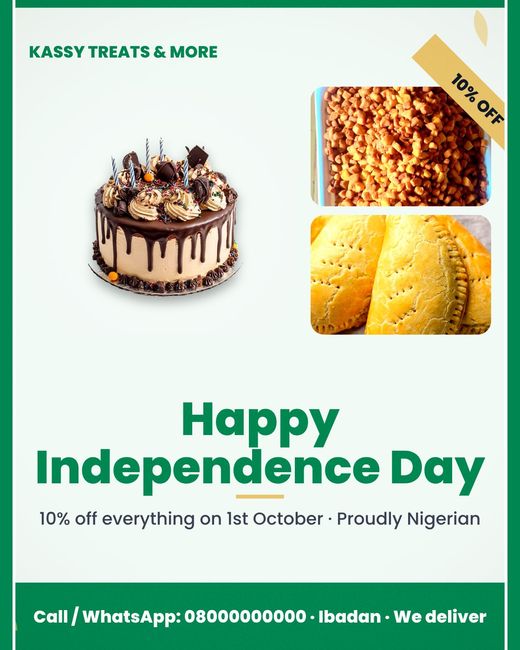 KASSY TREATS & MORE
10% OFF
Happy
Independence Day
10% off everything on 1st October · Proudly Nigerian
Call / WhatsApp: 08000000000 · Ibadan · We deliver